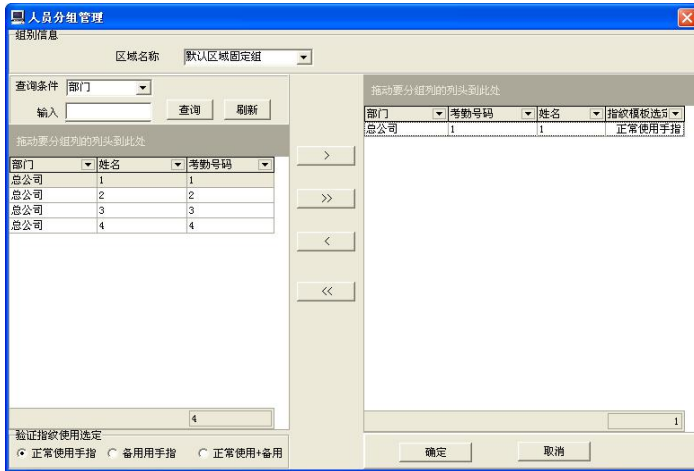 人员分组管理
组别信息
区域名称 默认区域固定组
查询条件 部门
输入 查询 刷新
拖动要分组列的列头到此处
部门 姓名 考勤号码
总公司 1 1
总公司 2 2
总公司 3 3
总公司 4 4
4
验证指纹使用选定
正常使用手指 备用用手指 正常使用+备用
>
>>
<
<<
拖动要分组列的列头到此处
部门 考勤号码 姓名 指纹模板选定
总公司 1 1 正常使用手指
1
确定 取消